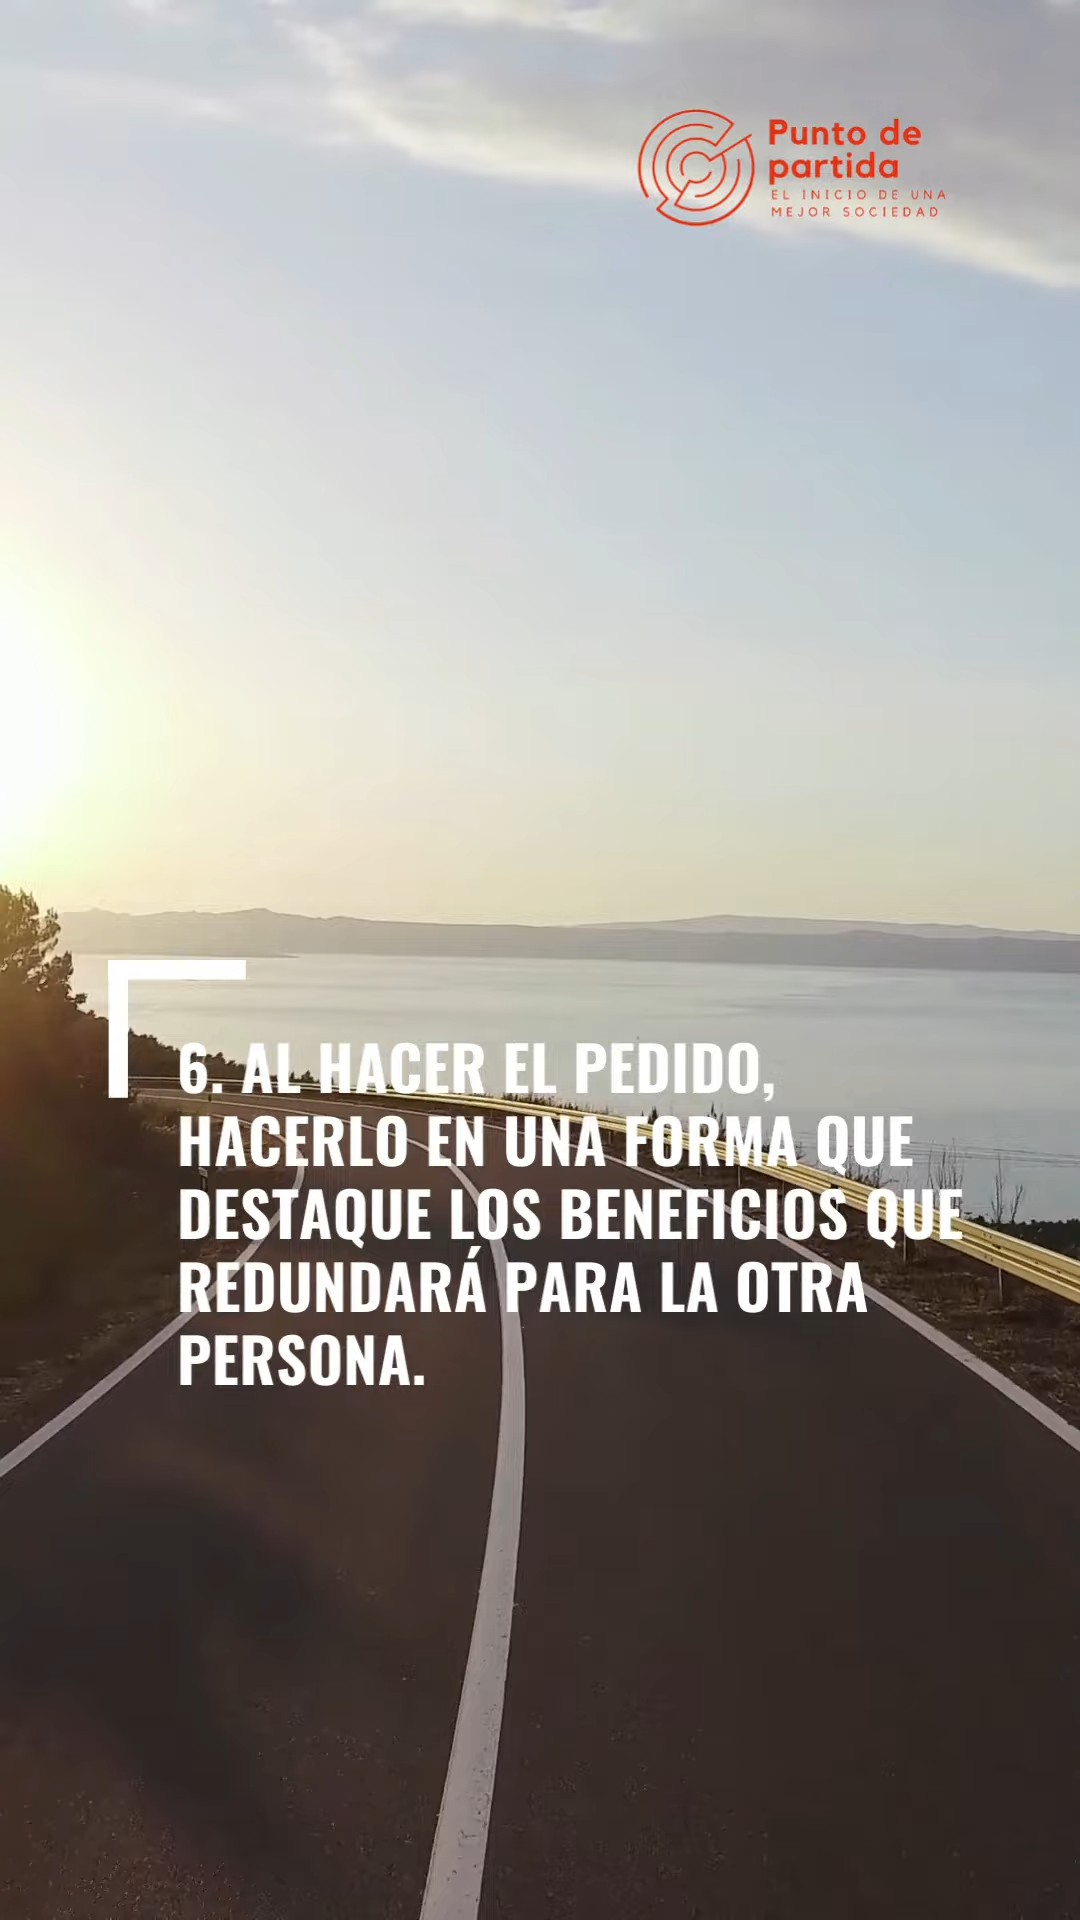 Punto de
partida
EL INICIO DE UNA
MEJOR SOCIEDAD
6. AL HACER EL PEDIDO,
HACERLO EN UNA FORMA QUE
DESTAQUE LOS BENEFICIOS QUE
REDUNDARÁ PARA LA OTRA
PERSONA.